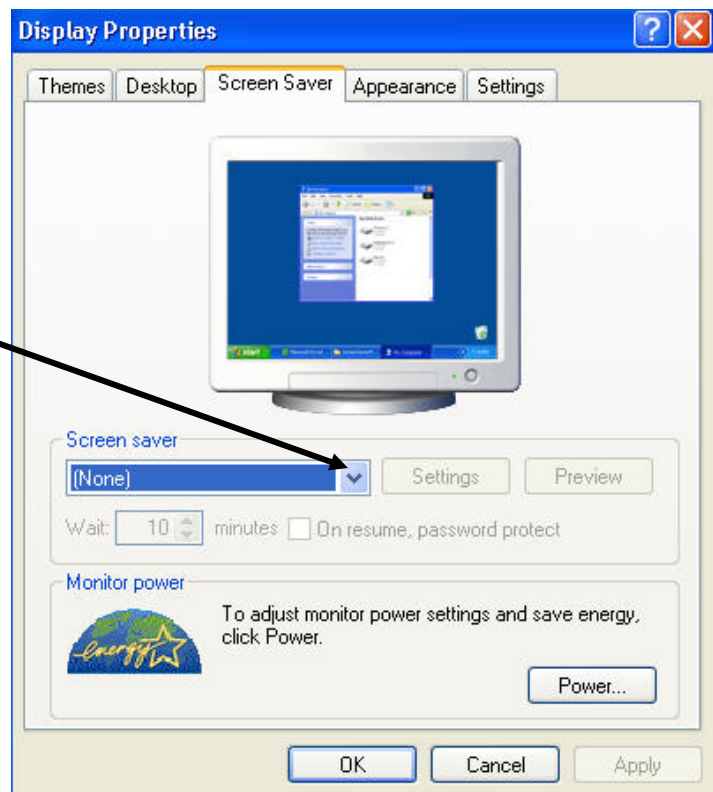 Display Properties
Themes Desktop Screen Saver Appearance Settings
Screen saver
(None) Settings Preview
Wait: 10 minutes On resume, password protect
Monitor power
energy
To adjust monitor power settings and save energy,
click Power.
Power...
OK Cancel Apply